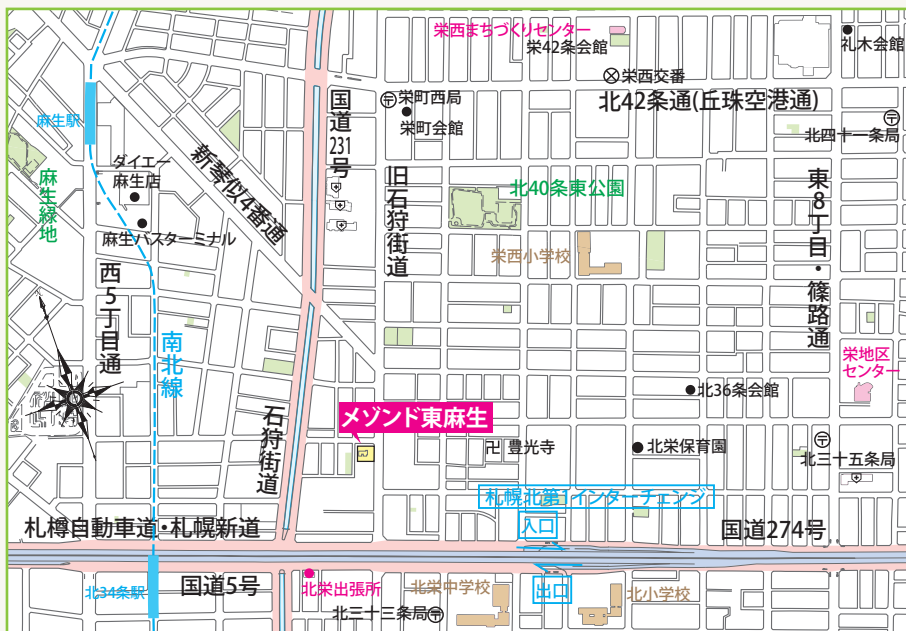 栄西まちづくりセンター
栄42条会館
礼木会館
栄西交番
北42条通(丘珠空港通)
麻生駅
国道231号
栄町西局
栄町会館
北四十一条局
ダイエー
麻生店
新琴似4番通
麻生緑地
旧石狩街道
北40条東公園
東8丁目・篠路通
麻生バスターミナル
栄西小学校
西5丁目通
南北線
栄地区
センター
北36条会館
石狩街道
メゾンド東麻生
卍 豊光寺
北栄保育園
北三十五条局
札幌北第1インターチェンジ
入口
札樽自動車道・札幌新道
国道274号
国道5号
北34条駅
北栄出張所
北栄中学校
出口
北小学校
北三十三条局